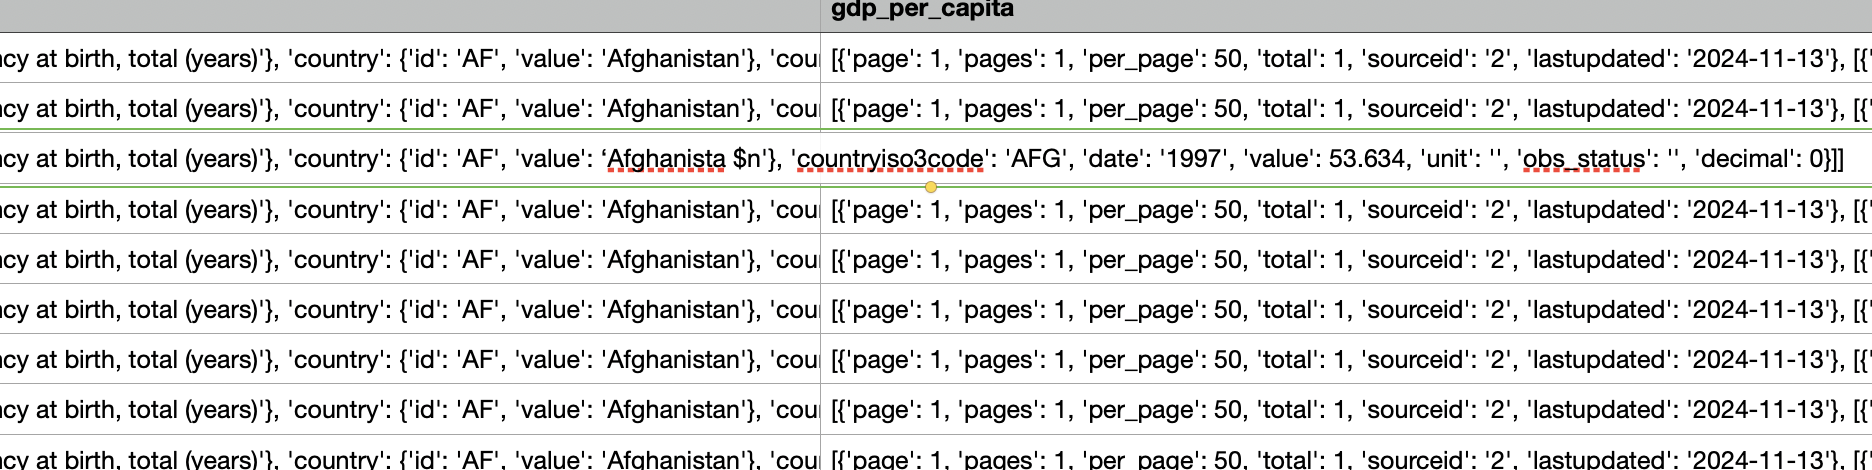 gdp_per_capita
ncy at birth, total (years)'}, 'country': {'id': 'AF', 'value': 'Afghanistan'}, 'cou [{'page': 1, 'pages': 1, 'per_page': 50, 'total': 1, 'sourceid': '2', 'lastupdated': '2024-11-13'}, [{'
ncy at birth, total (years)'}, 'country': {'id': 'AF', 'value': 'Afghanistan'}, 'cou [{'page': 1, 'pages': 1, 'per_page': 50, 'total': 1, 'sourceid': '2', 'lastupdated': '2024-11-13'}, [{'
ncy at birth, total (years)'}, 'country': {'id': 'AF', 'value': ‘Afghanista $n'}, 'countryiso3code': 'AFG', 'date': '1997', 'value': 53.634, 'unit': '', 'obs_status': '', 'decimal': 0}]]
ncy at birth, total (years)'}, 'country': {'id': 'AF', 'value': 'Afghanistan'}, 'cou [{'page': 1, 'pages': 1, 'per_page': 50, 'total': 1, 'sourceid': '2', 'lastupdated': '2024-11-13'}, [{'
ncy at birth, total (years)'}, 'country': {'id': 'AF', 'value': 'Afghanistan'}, 'cou [{'page': 1, 'pages': 1, 'per_page': 50, 'total': 1, 'sourceid': '2', 'lastupdated': '2024-11-13'}, [{'
ncy at birth, total (years)'}, 'country': {'id': 'AF', 'value': 'Afghanistan'}, 'cou [{'page': 1, 'pages': 1, 'per_page': 50, 'total': 1, 'sourceid': '2', 'lastupdated': '2024-11-13'}, [{'
ncy at birth, total (years)'}, 'country': {'id': 'AF', 'value': 'Afghanistan'}, 'cou [{'page': 1, 'pages': 1, 'per_page': 50, 'total': 1, 'sourceid': '2', 'lastupdated': '2024-11-13'}, [{'
ncy at birth, total (years)'}, 'country': {'id': 'AF', 'value': 'Afghanistan'}, 'cou [{'page': 1, 'pages': 1, 'per_page': 50, 'total': 1, 'sourceid': '2', 'lastupdated': '2024-11-13'}, [{'
ncy at birth, total (years)'}, 'country': {'id': 'AF', 'value': 'Afghanistan'}, 'cou [{'page': 1, 'pages': 1, 'per_page': 50, 'total': 1, 'sourceid': '2', 'lastupdated': '2024-11-13'}, [{'